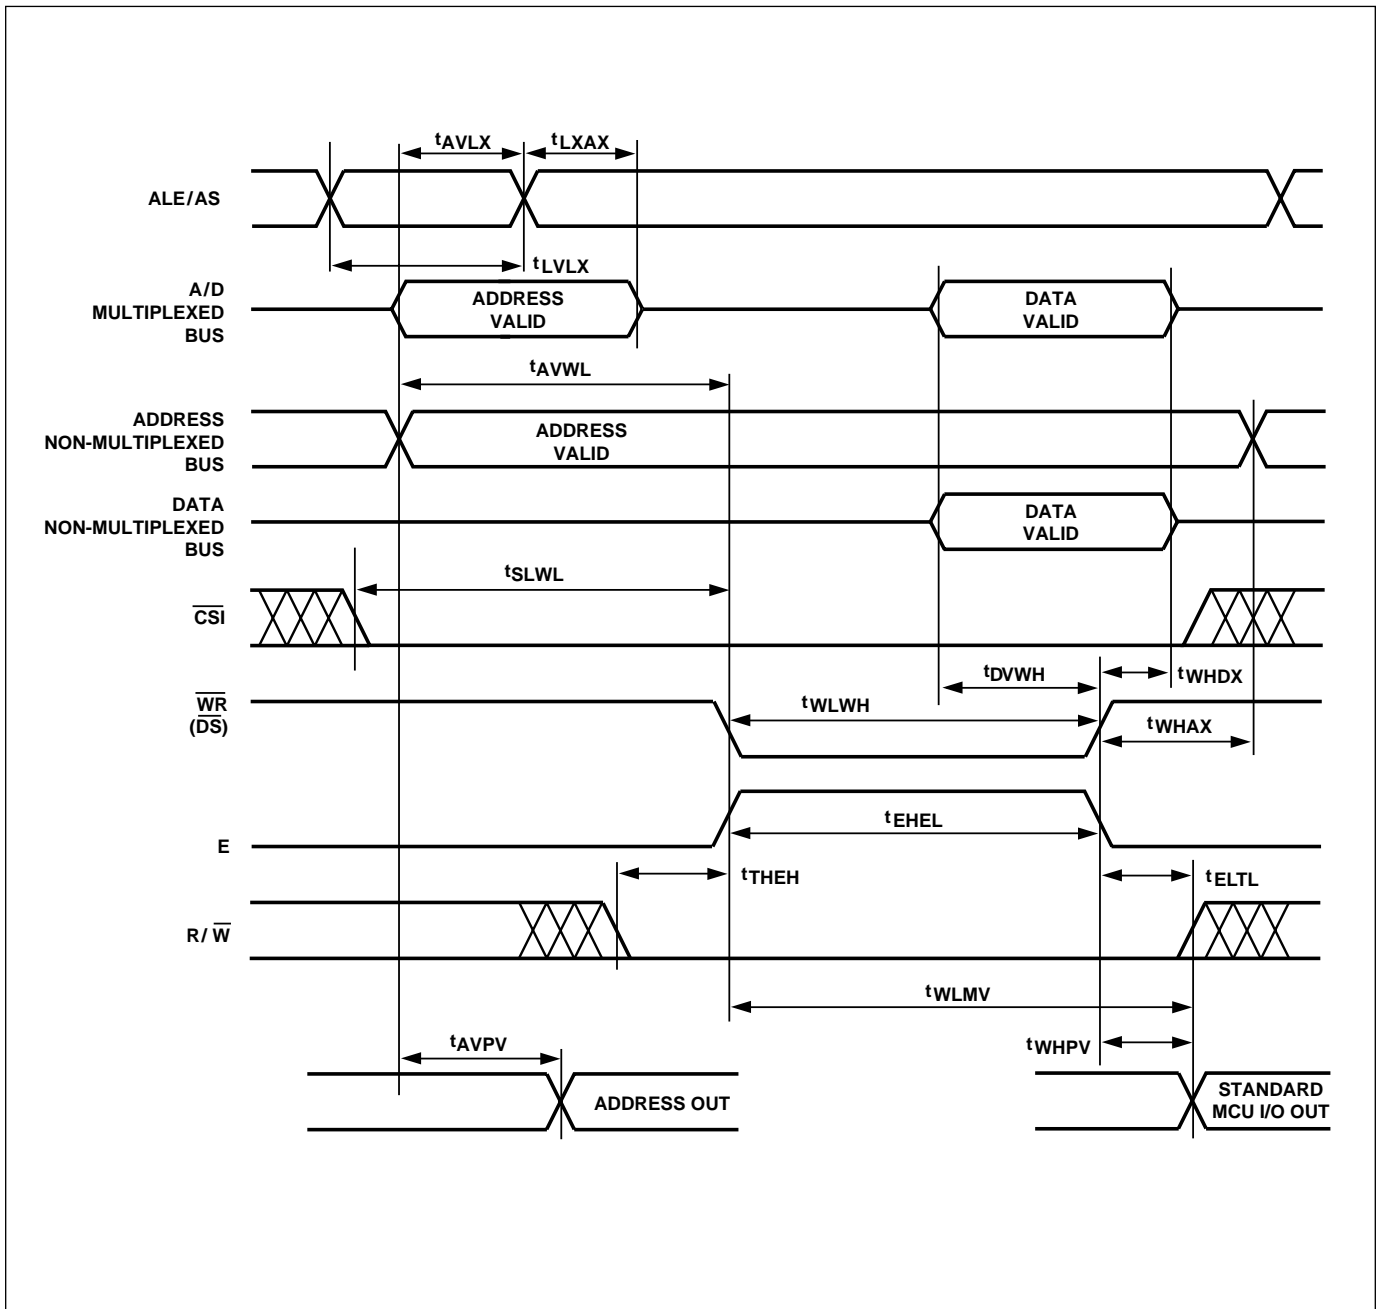 tAVLX tLXAX
ALE/AS
tLVLX
A/D
MULTIPLEXED
BUS
ADDRESS
VALID
DATA
VALID
tAVWL
ADDRESS
NON-MULTIPLEXED
BUS
ADDRESS
VALID
DATA
NON-MULTIPLEXED
BUS
DATA
VALID
tSLWL
CSI
tDVWH tWHDX
WR
(DS)
tWLWH
tWHAX
tEHEL
E
tTHEH
tELTL
R/W
tWLMV
tAVPV
tWHPV
ADDRESS OUT
STANDARD
MCU I/O OUT